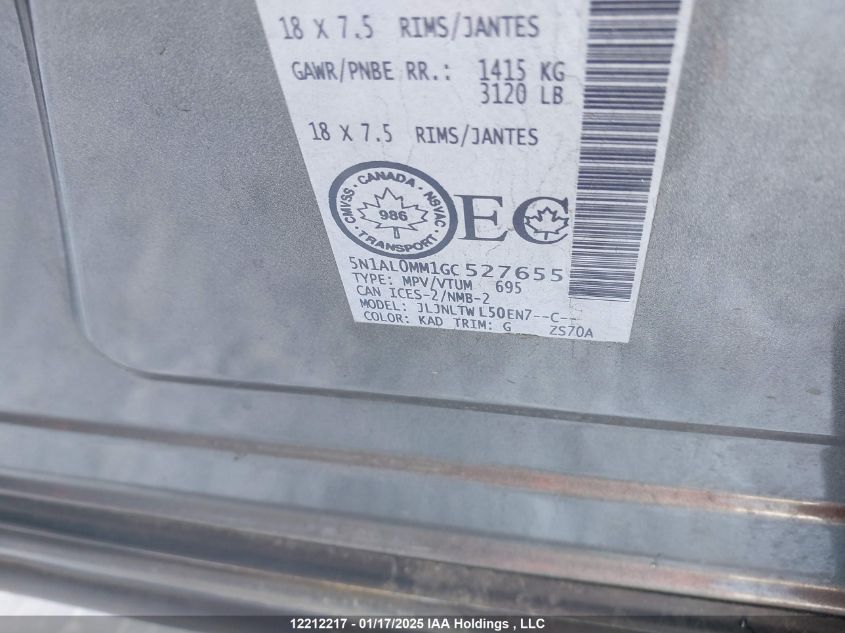 18 X 7.5 RIMS/JANTES
GAWR/PNBE RR.: 1415 KG
3120 LB
18 X 7.5 RIMS/JANTES
CANADA · NSVAC · TRANSPORT · CMVSS ·
986
EC
5N1AL0MM1GC527655
TYPE: MPV/VTUM 695
CAN ICES-2/NMB-2
MODEL: JLJNLTWL50EN7--C--
COLOR: KAD TRIM: G ZS70A
12212217 - 01/17/2025 IAA Holdings , LLC